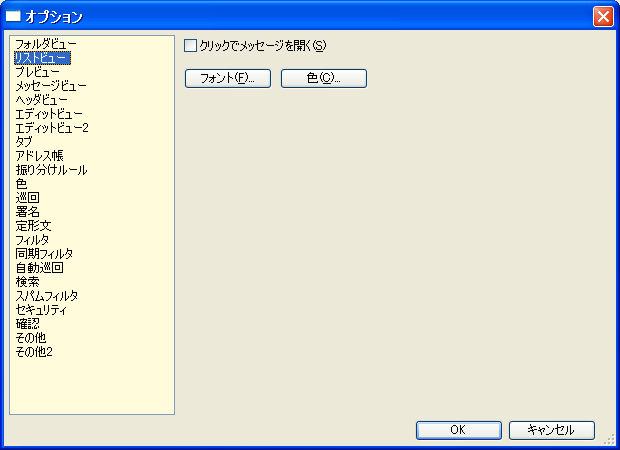 オプション
フォルダビュー
リストビュー
プレビュー
メッセージビュー
ヘッダビュー
エディットビュー
エディットビュー2
タブ
アドレス帳
振り分けルール
色
巡回
署名
定形文
フィルタ
同期フィルタ
自動巡回
検索
スパムフィルタ
セキュリティ
確認
その他
その他2
クリックでメッセージを開く(S)
フォント(F)... 色(C)...
OK キャンセル